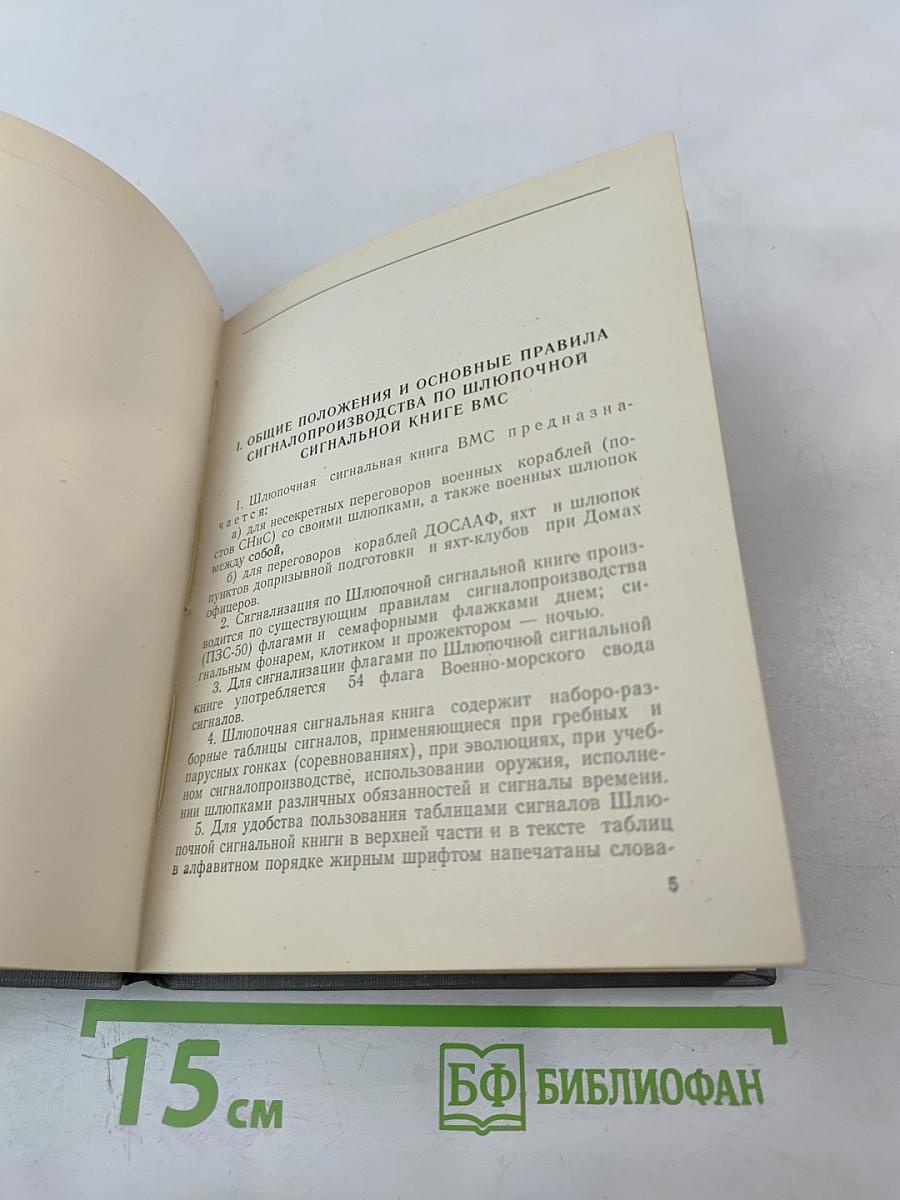 I. ОБЩИЕ ПОЛОЖЕНИЯ И ОСНОВНЫЕ ПРАВИЛА
СИГНАЛОПРОИЗВОДСТВА ПО ШЛЮПОЧНОЙ
СИГНАЛЬНОЙ КНИГЕ ВМС
1. Шлюпочная сигнальная книга ВМС предназна-
чается:
а) для несекретных переговоров военных кораблей (по-
стов СНиС) со своими шлюпками, а также военных шлюпок
между собой,
б) для переговоров кораблей ДОСААФ, яхт и шлюпок
пунктов допризывной подготовки и яхт-клубов при Домах
офицеров.
2. Сигнализация по Шлюпочной сигнальной книге произ-
водится по существующим правилам сигналопроизводства
(ПЗС-50) флагами и семафорными флажками днем; си-
гнальным фонарем, клотиком и прожектором — ночью.
3. Для сигнализации флагами по Шлюпочной сигнальной
книге употребляется 54 флага Военно-морского свода
сигналов.
4. Шлюпочная сигнальная книга содержит наборо-раз-
борные таблицы сигналов, применяющиеся при гребных и
парусных гонках (соревнованиях), при эволюциях, при учеб-
ном сигналопроизводстве, использовании оружия, исполне-
нии шлюпками различных обязанностей и сигналы времени.
5. Для удобства пользования таблицами сигналов Шлю-
почной сигнальной книги в верхней части и в тексте таблиц
в алфавитном порядке жирным шрифтом напечатаны слова-
5
15 см
БФ БИБЛИОФАН